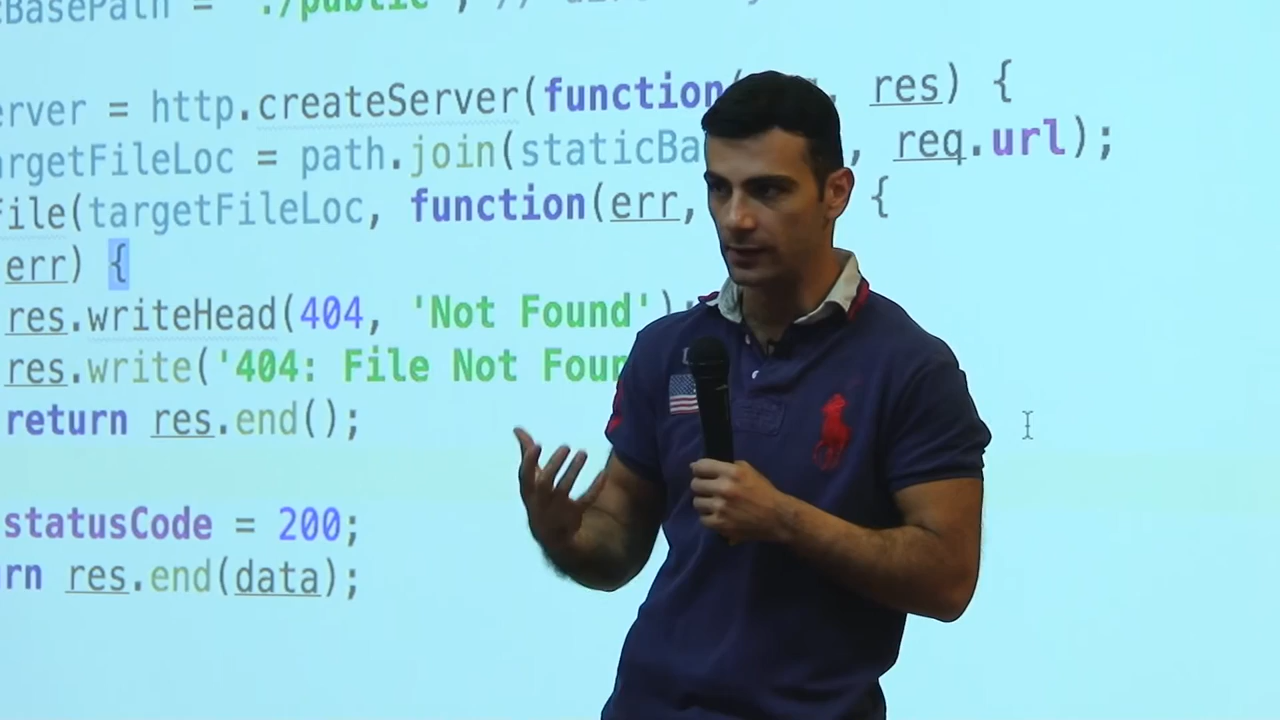 BasePath = './public', //
erver = http.createServer(function( , res) {
argetFileLoc = path.join(staticBa , req.url);
File(targetFileLoc, function(err, {
err) {
res.writeHead(404, 'Not Found');
res.write('404: File Not Foun
return res.end();
statusCode = 200;
rn res.end(data);